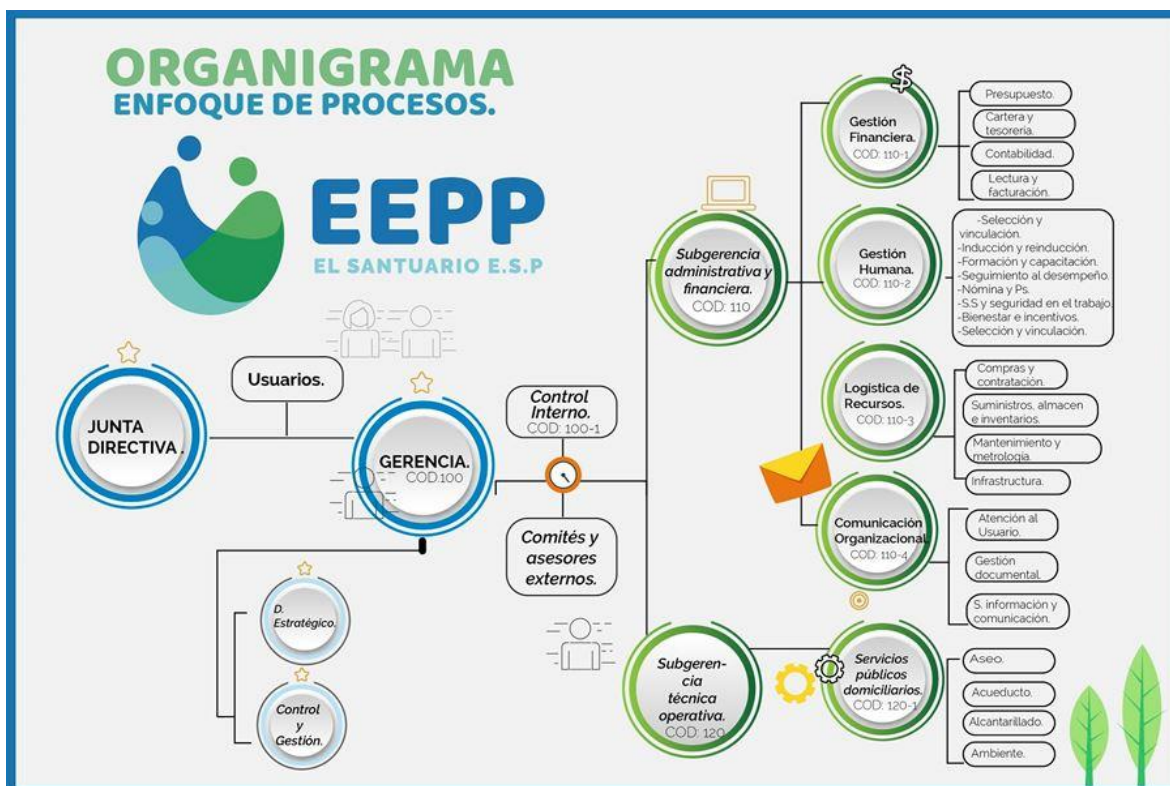 ORGANIGRAMA
ENFOQUE DE PROCESOS.
EEPP
EL SANTUARIO E.S.P
JUNTA
DIRECTIVA.
Usuarios.
GERENCIA.
COD.100
D.
Estratégico.
Control
y
Gestión.
Control
Interno.
COD: 100-1
Comités y
asesores
externos.
Subgerencia
administrativa y
financiera.
COD: 110
Gestión
Financiera.
COD: 110-1
Presupuesto.
Cartera y
tesoreria.
Contabilidad.
Lectura y
facturación.
Gestión
Humana.
COD: 110-2
-Selección y
vinculación.
-Inducción y reinducción.
-Formación y capacitación.
-Seguimiento al desempeño.
-Nómina y Ps.
-S.S y seguridad en el trabajo.
-Bienestar e incentivos.
-Selección y vinculación.
Logística de
Recursos.
COD: 110-3
Compras y
contratación.
Suministros, almacen
e inventarios.
Mantenimiento y
metrología.
Infrastructura.
Comunicación
Organizacional.
COD: 110-4
Atención al
Usuario.
Gestión
documental.
S. información y
comunicación.
Subgeren-
cia
técnica
operativa.
COD: 120
Servicios
públicos
domiciliarios.
COD: 120-1
Aseo.
Acueducto.
Alcantarillado.
Ambiente.